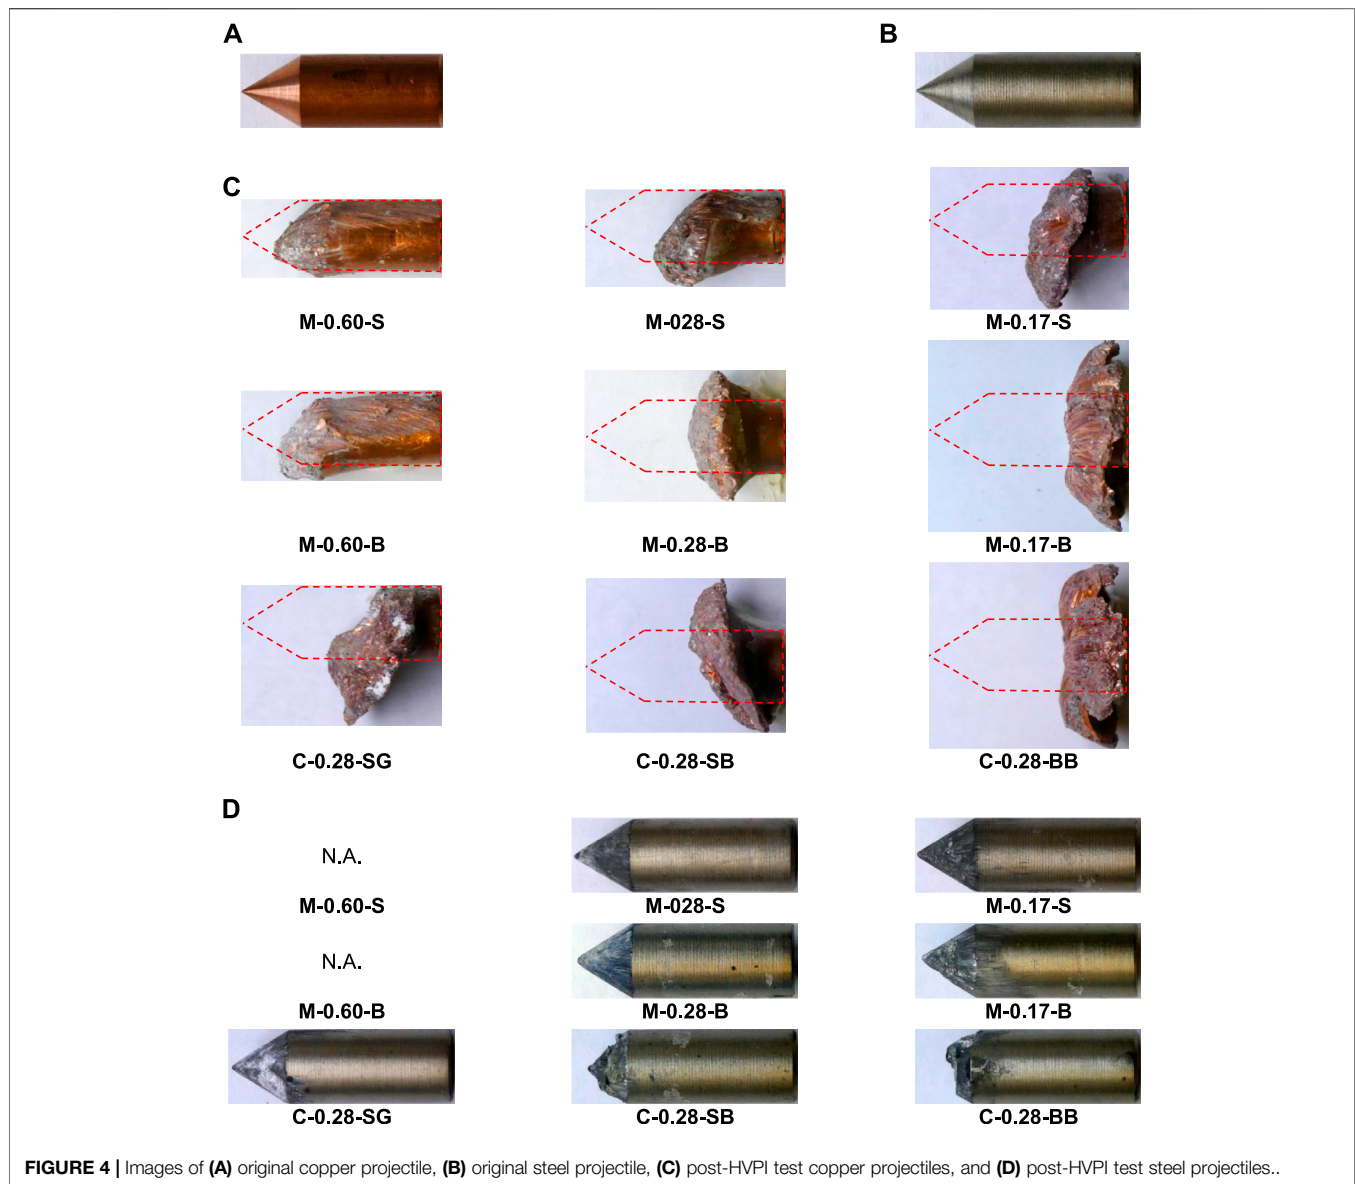 A
B
C
M-0.60-S
M-028-S
M-0.17-S
M-0.60-B
M-0.28-B
M-0.17-B
C-0.28-SG
C-0.28-SB
C-0.28-BB
D
N.A.
M-0.60-S
M-028-S
M-0.17-S
N.A.
M-0.60-B
M-0.28-B
M-0.17-B
C-0.28-SG
C-0.28-SB
C-0.28-BB
FIGURE 4 | Images of (A) original copper projectile, (B) original steel projectile, (C) post-HVPI test copper projectiles, and (D) post-HVPI test steel projectiles..